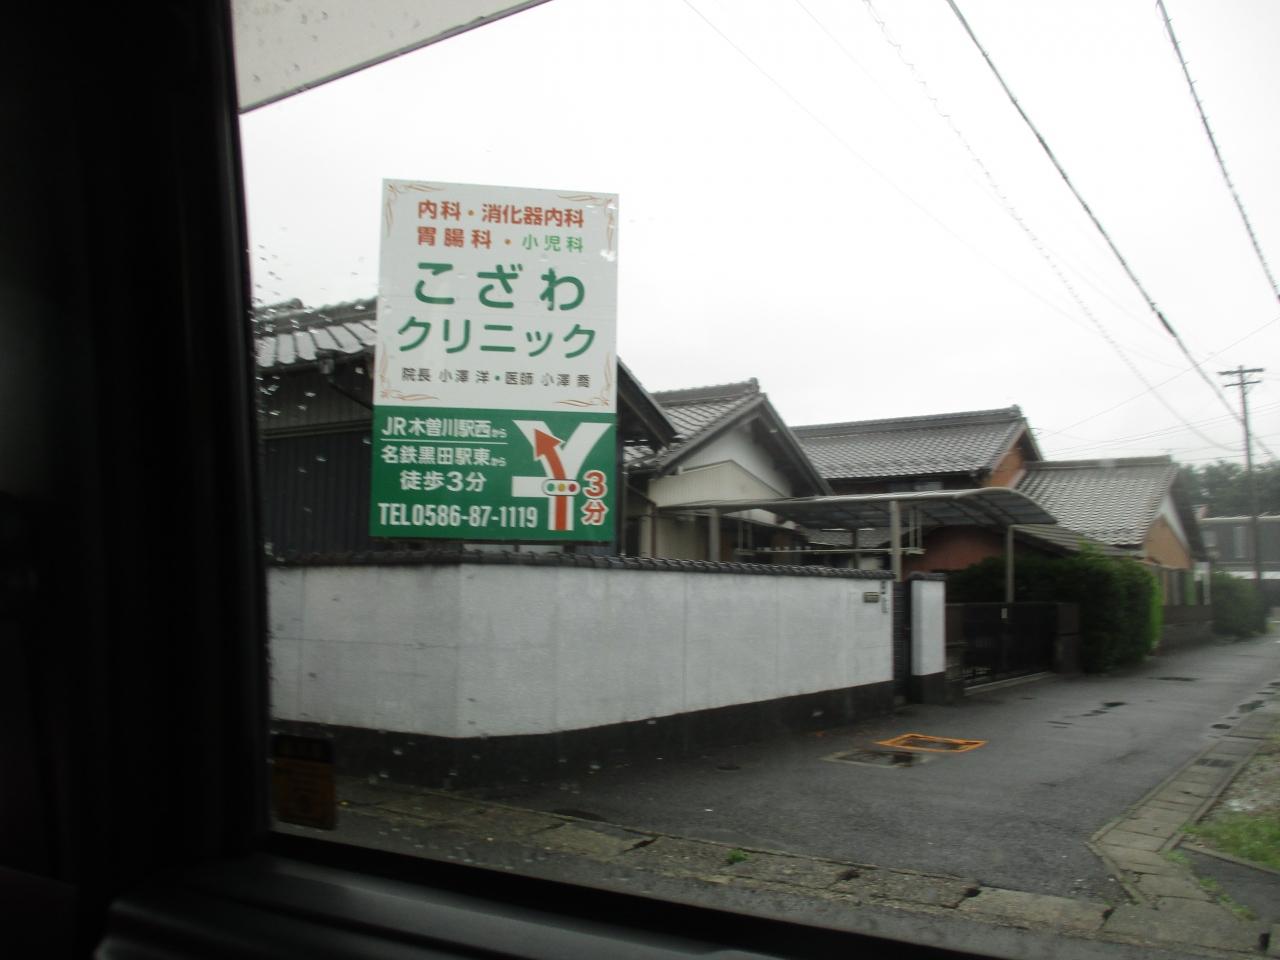 内科・消化器内科
胃腸科・小児科
こざわ
クリニック
院長 小澤 洋・医師 小澤 喬
JR木曽川駅西から
名鉄黒田駅東から
徒歩3分
TEL0586-87-1119
3分